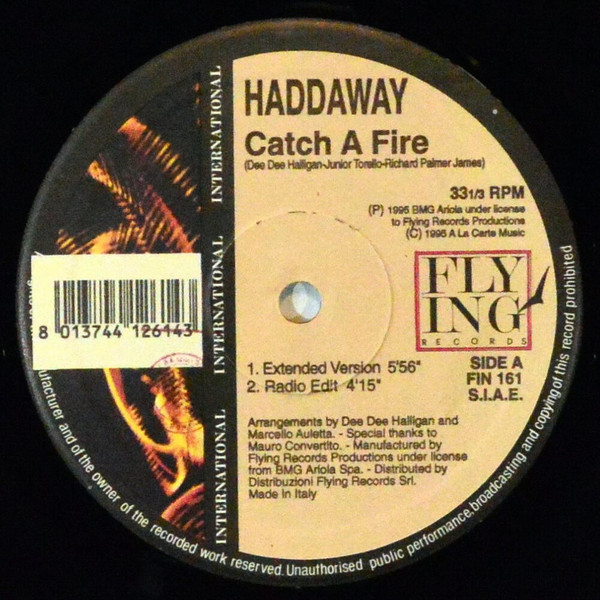 HADDAWAY
Catch A Fire
(Dee Dee Halligan-Junior Torello-Richard Palmer James)
33 1/3 RPM
(P) 1995 BMG Ariola under license
to Flying Records Productions
(C) 1995 A La Carte Music
FLY
ING
RECORDS
SIDE A
FIN 161
S.I.A.E.
1. Extended Version 5'56"
2. Radio Edit 4'15"
Arrangements by Dee Dee Halligan and
Marcello Auletta. - Special thanks to
Mauro Convertito. - Manufactured by
Flying Records Productions under license
from BMG Ariola Spa. - Distributed by
Distribuzioni Flying Records Srl.
Made in Italy
INTERNATIONAL
INTERNATIONAL
INTERNATIONAL
8 013744 126143
and of the owner of the recorded work reserved. Unauthorised public performance, broadcasting and copying of this record prohibited